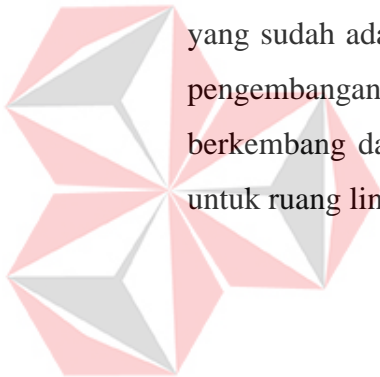 yang sudah ada
pengembangan
berkembang da
untuk ruang lin